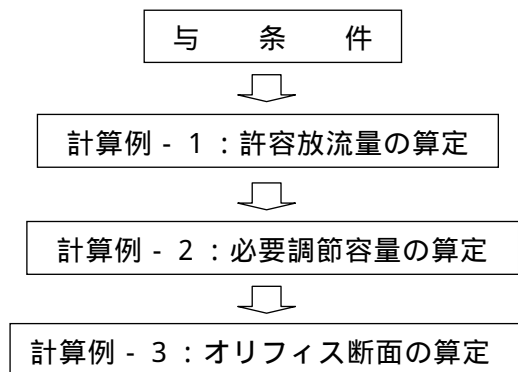 与　条　件
計算例 - 1 ：許容放流量の算定
計算例 - 2 ：必要調節容量の算定
計算例 - 3 ：オリフィス断面の算定